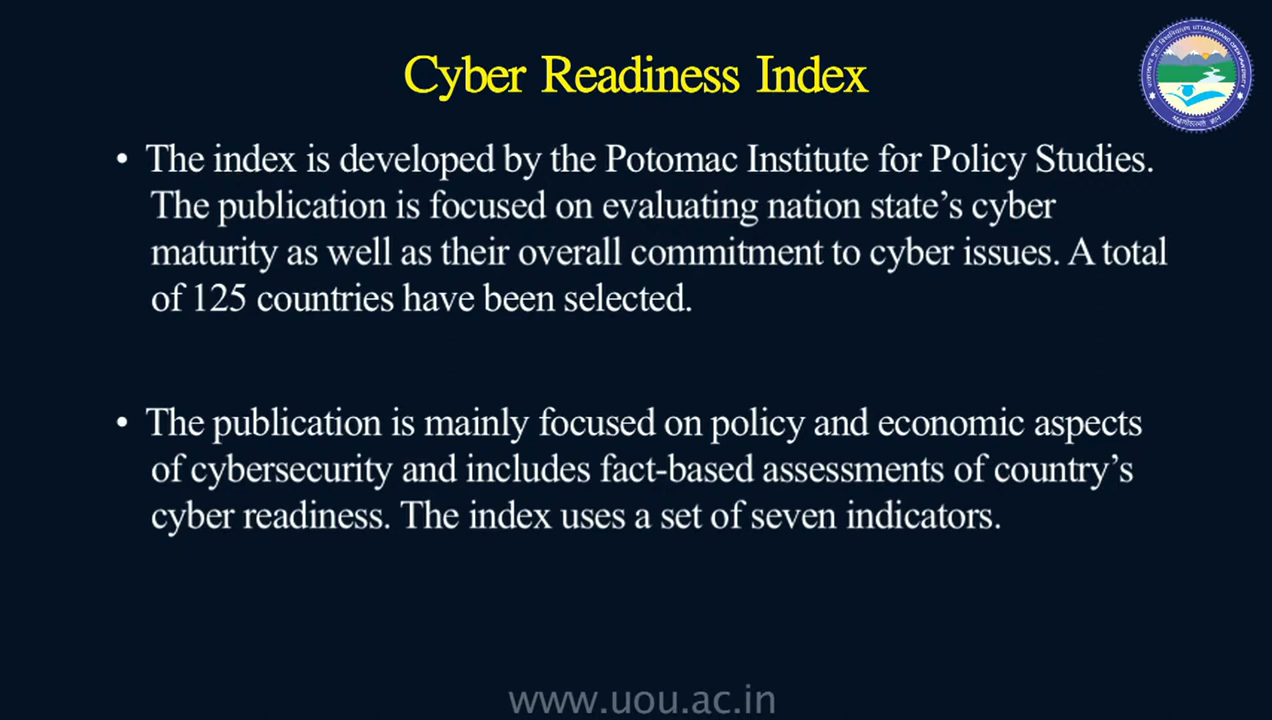 Cyber Readiness Index
• The index is developed by the Potomac Institute for Policy Studies.
The publication is focused on evaluating nation state’s cyber
maturity as well as their overall commitment to cyber issues. A total
of 125 countries have been selected.
• The publication is mainly focused on policy and economic aspects
of cybersecurity and includes fact-based assessments of country’s
cyber readiness. The index uses a set of seven indicators.
www.uou.ac.in